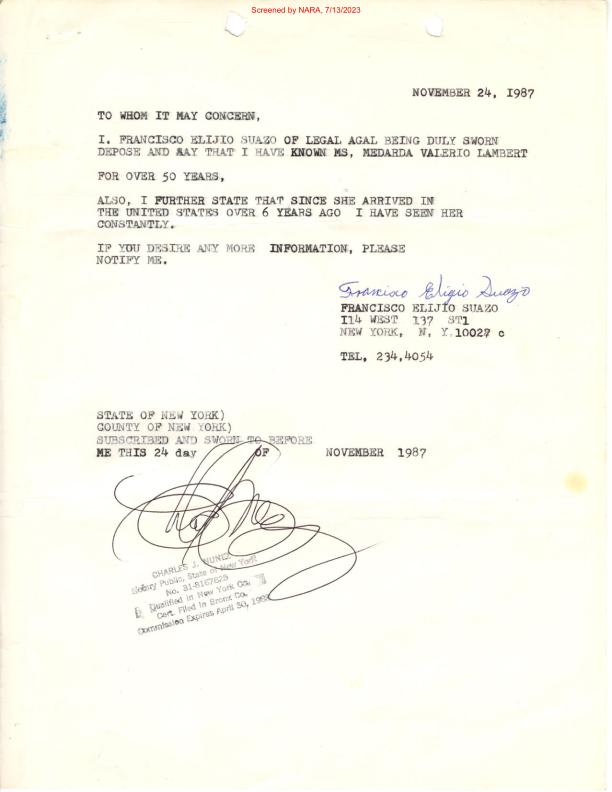 Screened by NARA, 7/13/2023
NOVEMBER 24, 1987
TO WHOM IT MAY CONCERN,
I. FRANCISCO ELIJIO SUAZO OF LEGAL AGAL BEING DULY SWORN
DEPOSE AND AAY THAT I HAVE KNOWN MS, MEDARDA VALERIO LAMBERT
FOR OVER 50 YEARS,
ALSO, I FURTHER STATE THAT SINCE SHE ARRIVED IN
THE UNITED STATES OVER 6 YEARS AGO I HAVE SEEN HER
CONSTANTLY.
IF YOU DESIRE ANY MORE INFORMATION, PLEASE
NOTIFY ME.
Francisco Eligio Suazo
FRANCISCO ELIJIO SUAZO
I14 WEST 137 ST1
NEW YORK, N, Y.10027 c
TEL, 234,4054
STATE OF NEW YORK)
COUNTY OF NEW YORK)
SUBSCRIBED AND SWORN TO BEFORE
ME THIS 24 day OF NOVEMBER 1987
CHARLES J. NUNEZ
Notary Public, State of New York
No. 31-8167825
Qualified in New York Co.
Cert. Filed in Bronx Co.
Commission Expires April 30,